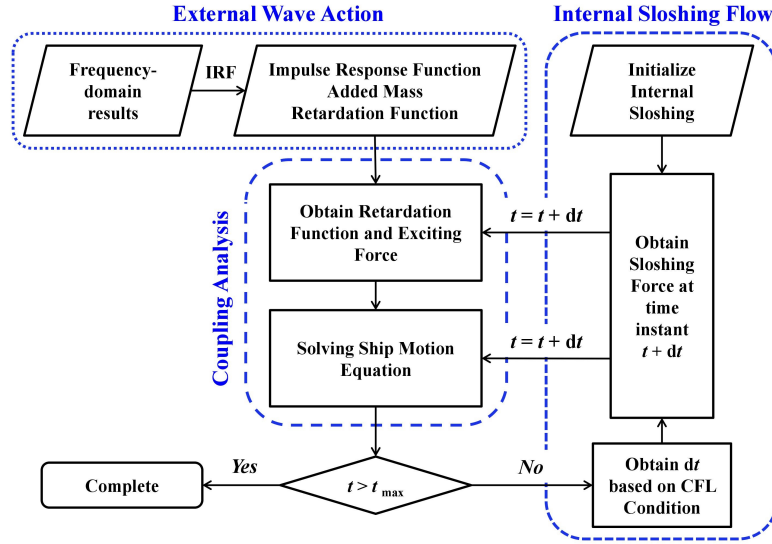 External Wave Action
Internal Sloshing Flow
Frequency-
domain
results
IRF
Impulse Response Function
Added Mass
Retardation Function
Initialize
Internal
Sloshing
Coupling Analysis
Obtain Retardation
Function and Exciting
Force
t = t + dt
Obtain
Sloshing
Force at
time
instant
t + dt
Solving Ship Motion
Equation
t = t + dt
Complete
Yes
t > t max
No
Obtain dt
based on CFL
Condition